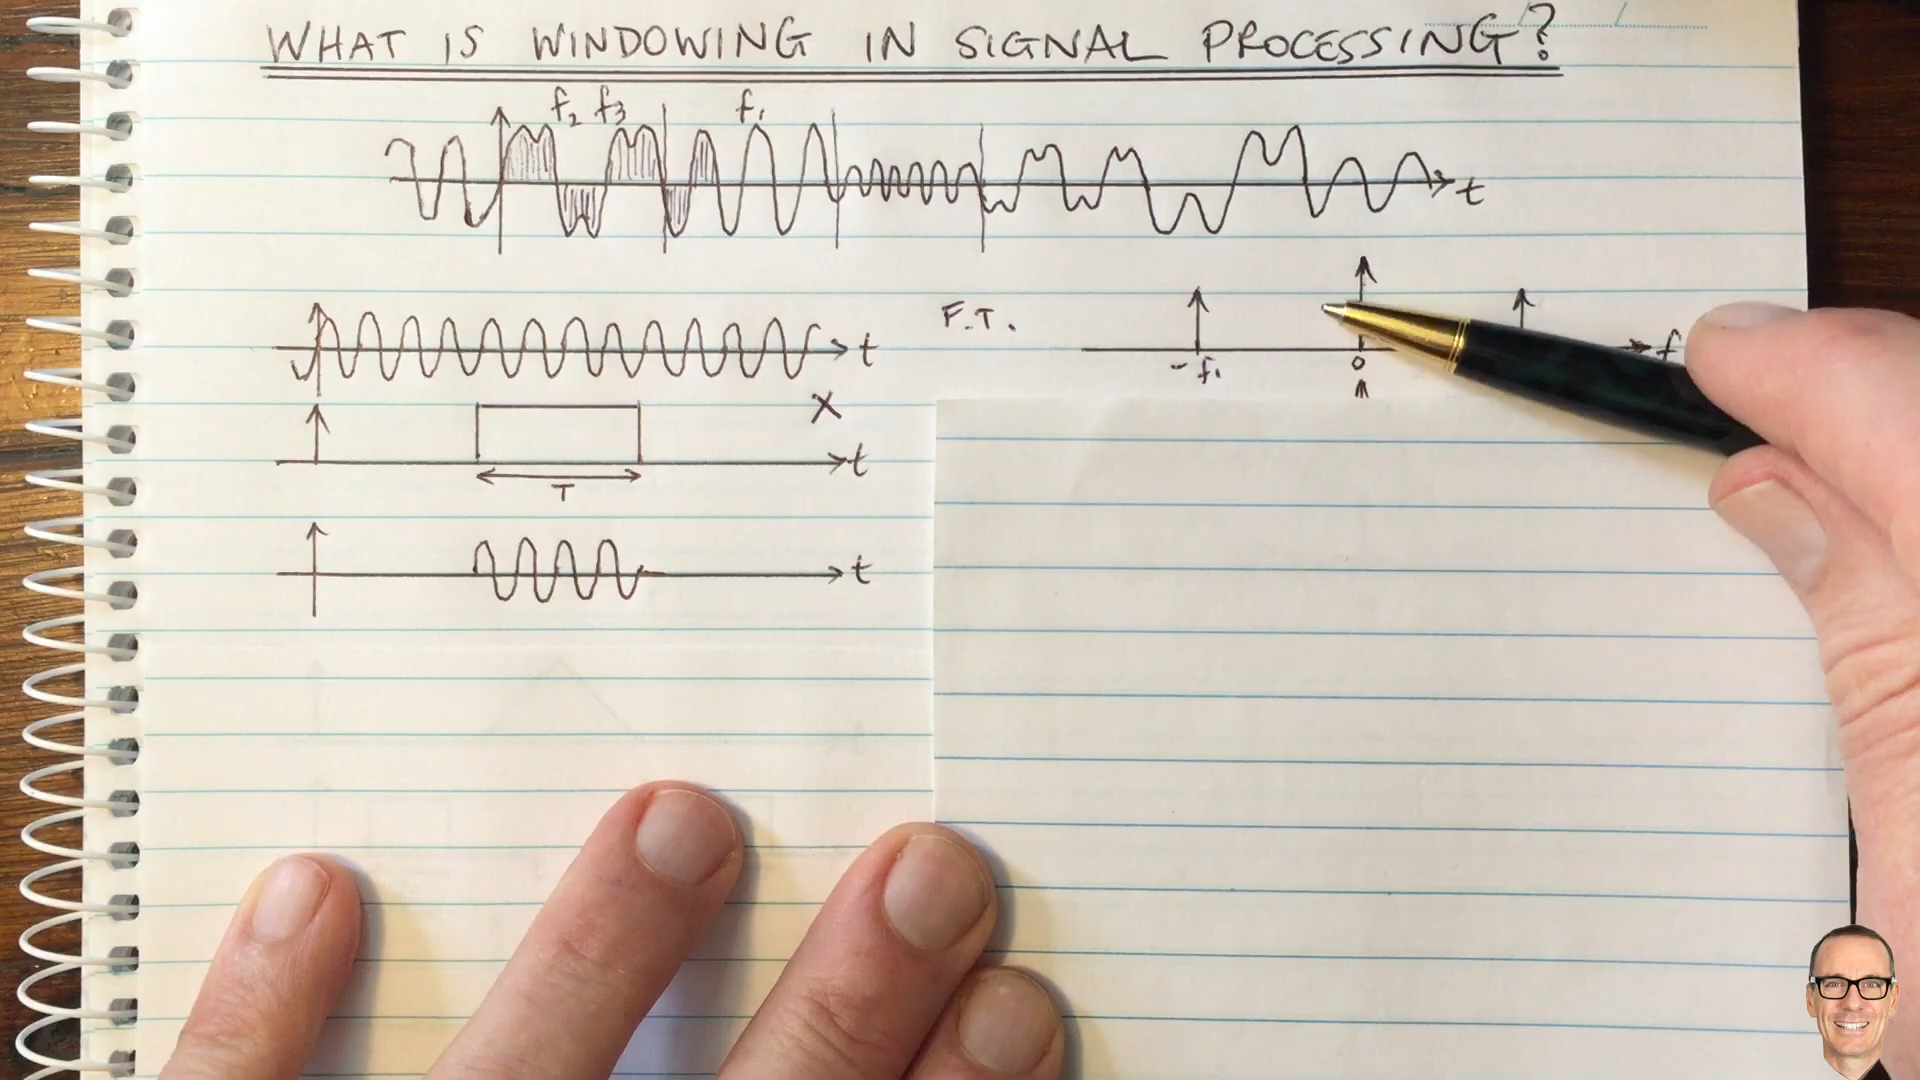 WHAT IS WINDOWING IN SIGNAL PROCESSING?
f₂ f₃ f₁
t
F.T.
t
f
-f₁ 0
X
t
T
t